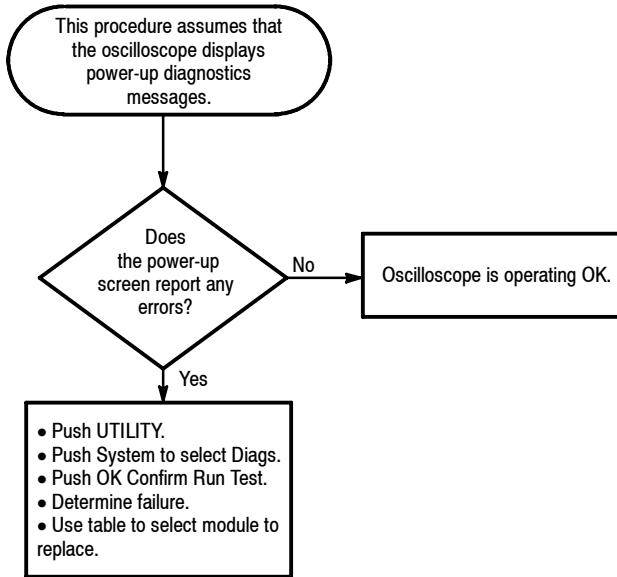 This procedure assumes that
the oscilloscope displays
power-up diagnostics
messages.
Does
the power-up
screen report any
errors?
No
Oscilloscope is operating OK.
Yes
● Push UTILITY.
● Push System to select Diags.
● Push OK Confirm Run Test.
● Determine failure.
● Use table to select module to
replace.